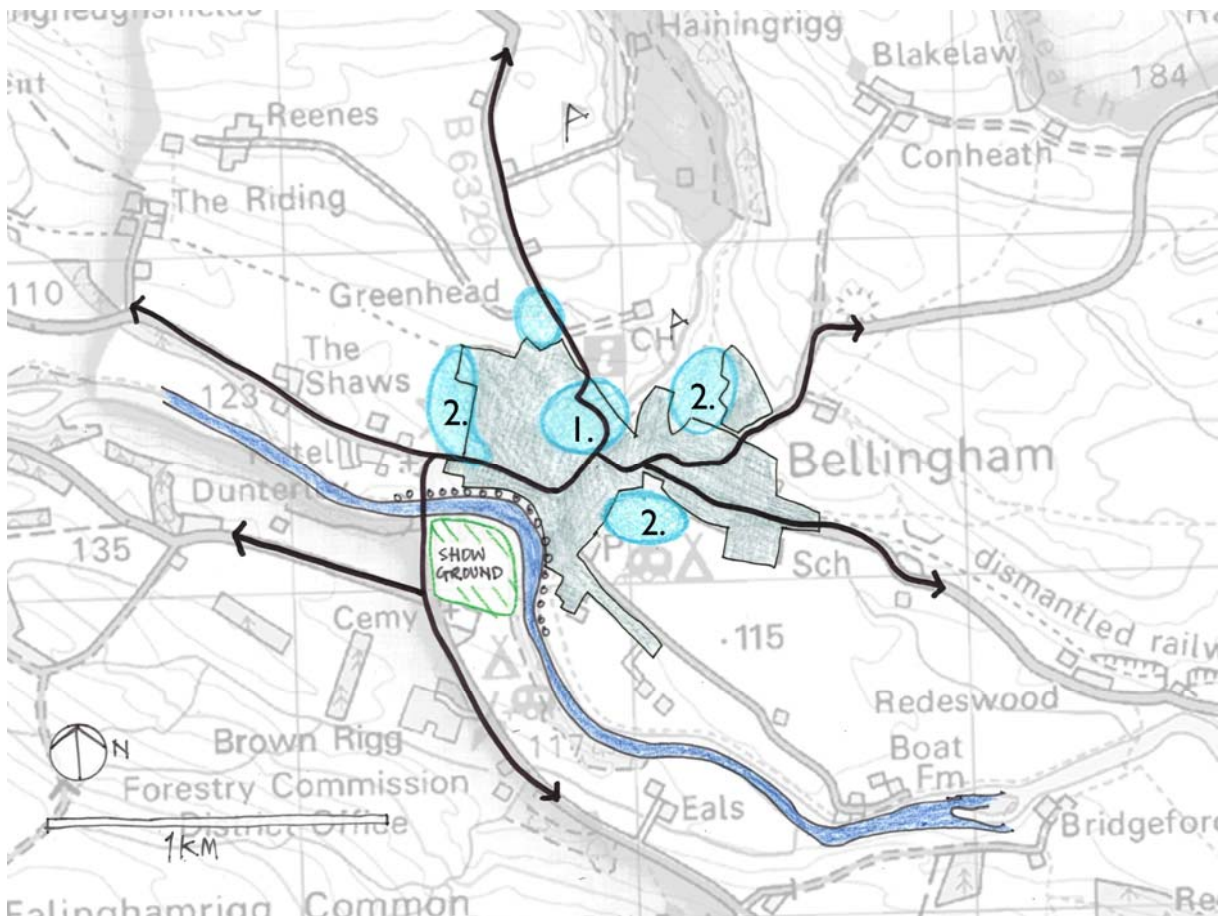 Hainingrigg
Blakelaw
184
Reenes
A
B 6320
Conheath
The Riding
110
Greenhead
CH
A
i
The
Shaws
123
2.
1.
2.
Bellingham
Dunterley
2.
135
SHOW
GROUND
Sch
dismantled railw
Cemy
115
Redeswood
N
Brown Rigg
117
Boat
Fm
Forestry Commission
District Office
Eals
Bridgeford
1KM
Ealinghamrigg Common